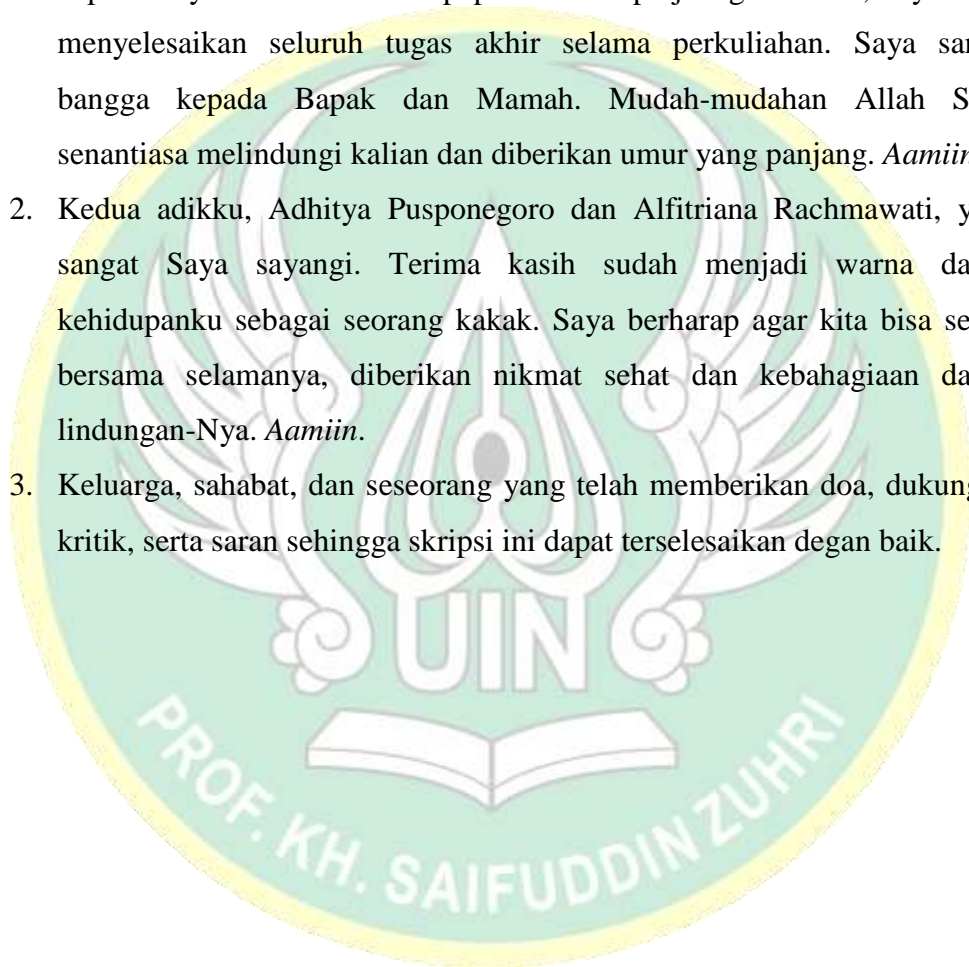 menyelesaikan seluruh tugas akhir selama perkuliahan. Saya
bangga kepada Bapak dan Mamah. Mudah-mudahan Allah
senantiasa melindungi kalian dan diberikan umur yang panjang. Aamiin
2. Kedua adikku, Adhitya Pusponegoro dan Alfitriana Rachmawati,
sangat Saya sayangi. Terima kasih sudah menjadi warna
kehidupanku sebagai seorang kakak. Saya berharap agar kita bisa
bersama selamanya, diberikan nikmat sehat dan kebahagiaan
lindungan-Nya. Aamiin.
3. Keluarga, sahabat, dan seseorang yang telah memberikan doa,
kritik, serta saran sehingga skripsi ini dapat terselesaikan degan baik.
UIN
PROF. KH. SAIFUDDIN ZUHRI